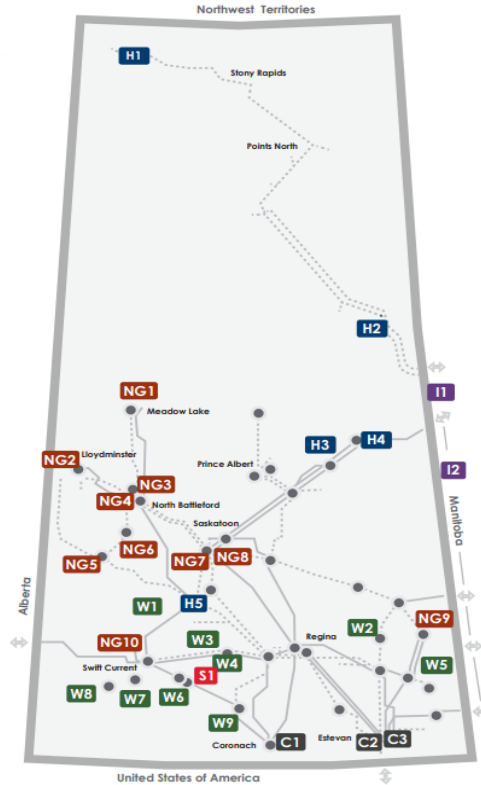 Northwest Territories
H1
Stony Rapids
Points North
H2
I1
NG1
Meadow Lake
H3
H4
Lloydminster
NG2
Prince Albert
I2
NG3
NG4
North Battleford
Manitoba
Saskatoon
NG6
NG5
NG7
NG8
Alberta
W1
H5
NG9
W2
NG10
W3
Regina
W4
W5
Swift Current
S1
W8
W7
W6
W9
Coronach
C1
Estevan
C2
C3
United States of America